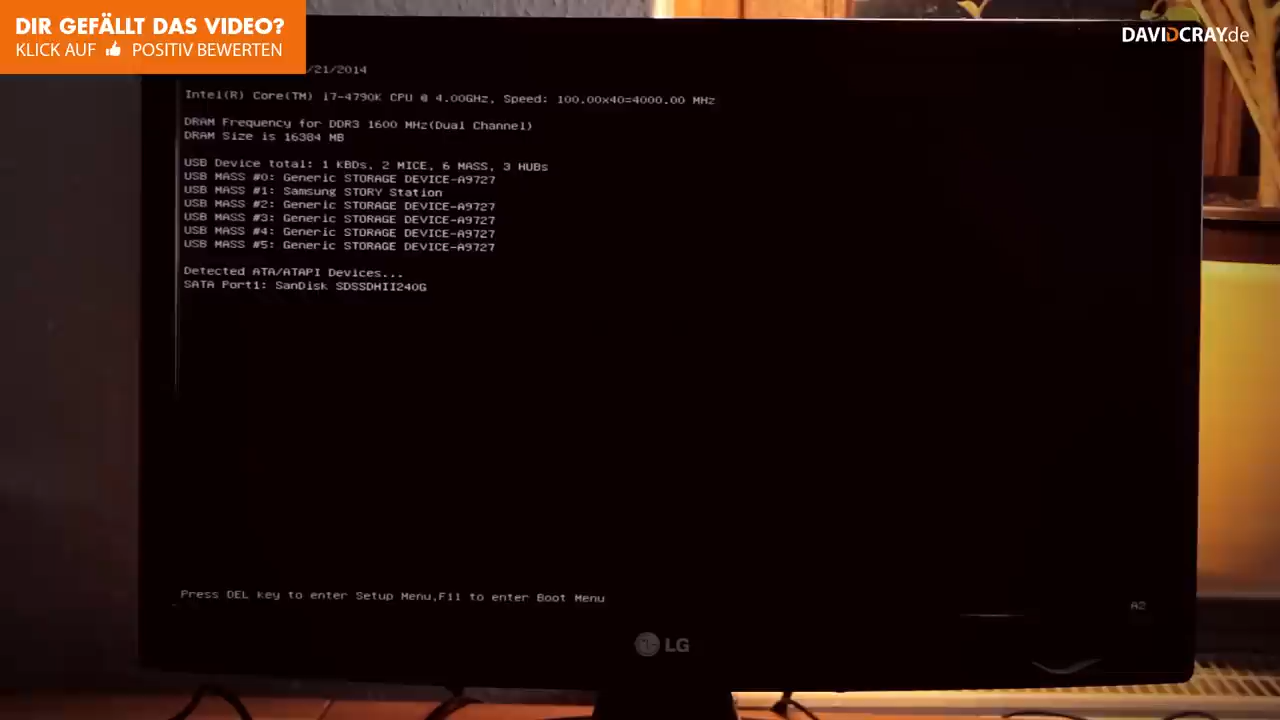 DIR GEFÄLLT DAS VIDEO?
KLICK AUF POSITIV BEWERTEN
DAVIDCRAY.de
/21/2014
Intel(R) Core(TM) i7-4790K CPU @ 4.00GHz, Speed: 100.00x40=4000.00 MHz
DRAM Frequency for DDR3 1600 MHz(Dual Channel)
DRAM Size is 16384 MB
USB Device total: 1 KBDs, 2 MICE, 6 MASS, 3 HUBs
USB MASS #0: Generic STORAGE DEVICE-A9727
USB MASS #1: Samsung STORY Station
USB MASS #2: Generic STORAGE DEVICE-A9727
USB MASS #3: Generic STORAGE DEVICE-A9727
USB MASS #4: Generic STORAGE DEVICE-A9727
USB MASS #5: Generic STORAGE DEVICE-A9727
Detected ATA/ATAPI Devices...
SATA Port1: SanDisk SDSSDHII240G
Press DEL key to enter Setup Menu,F11 to enter Boot Menu
A2
LG